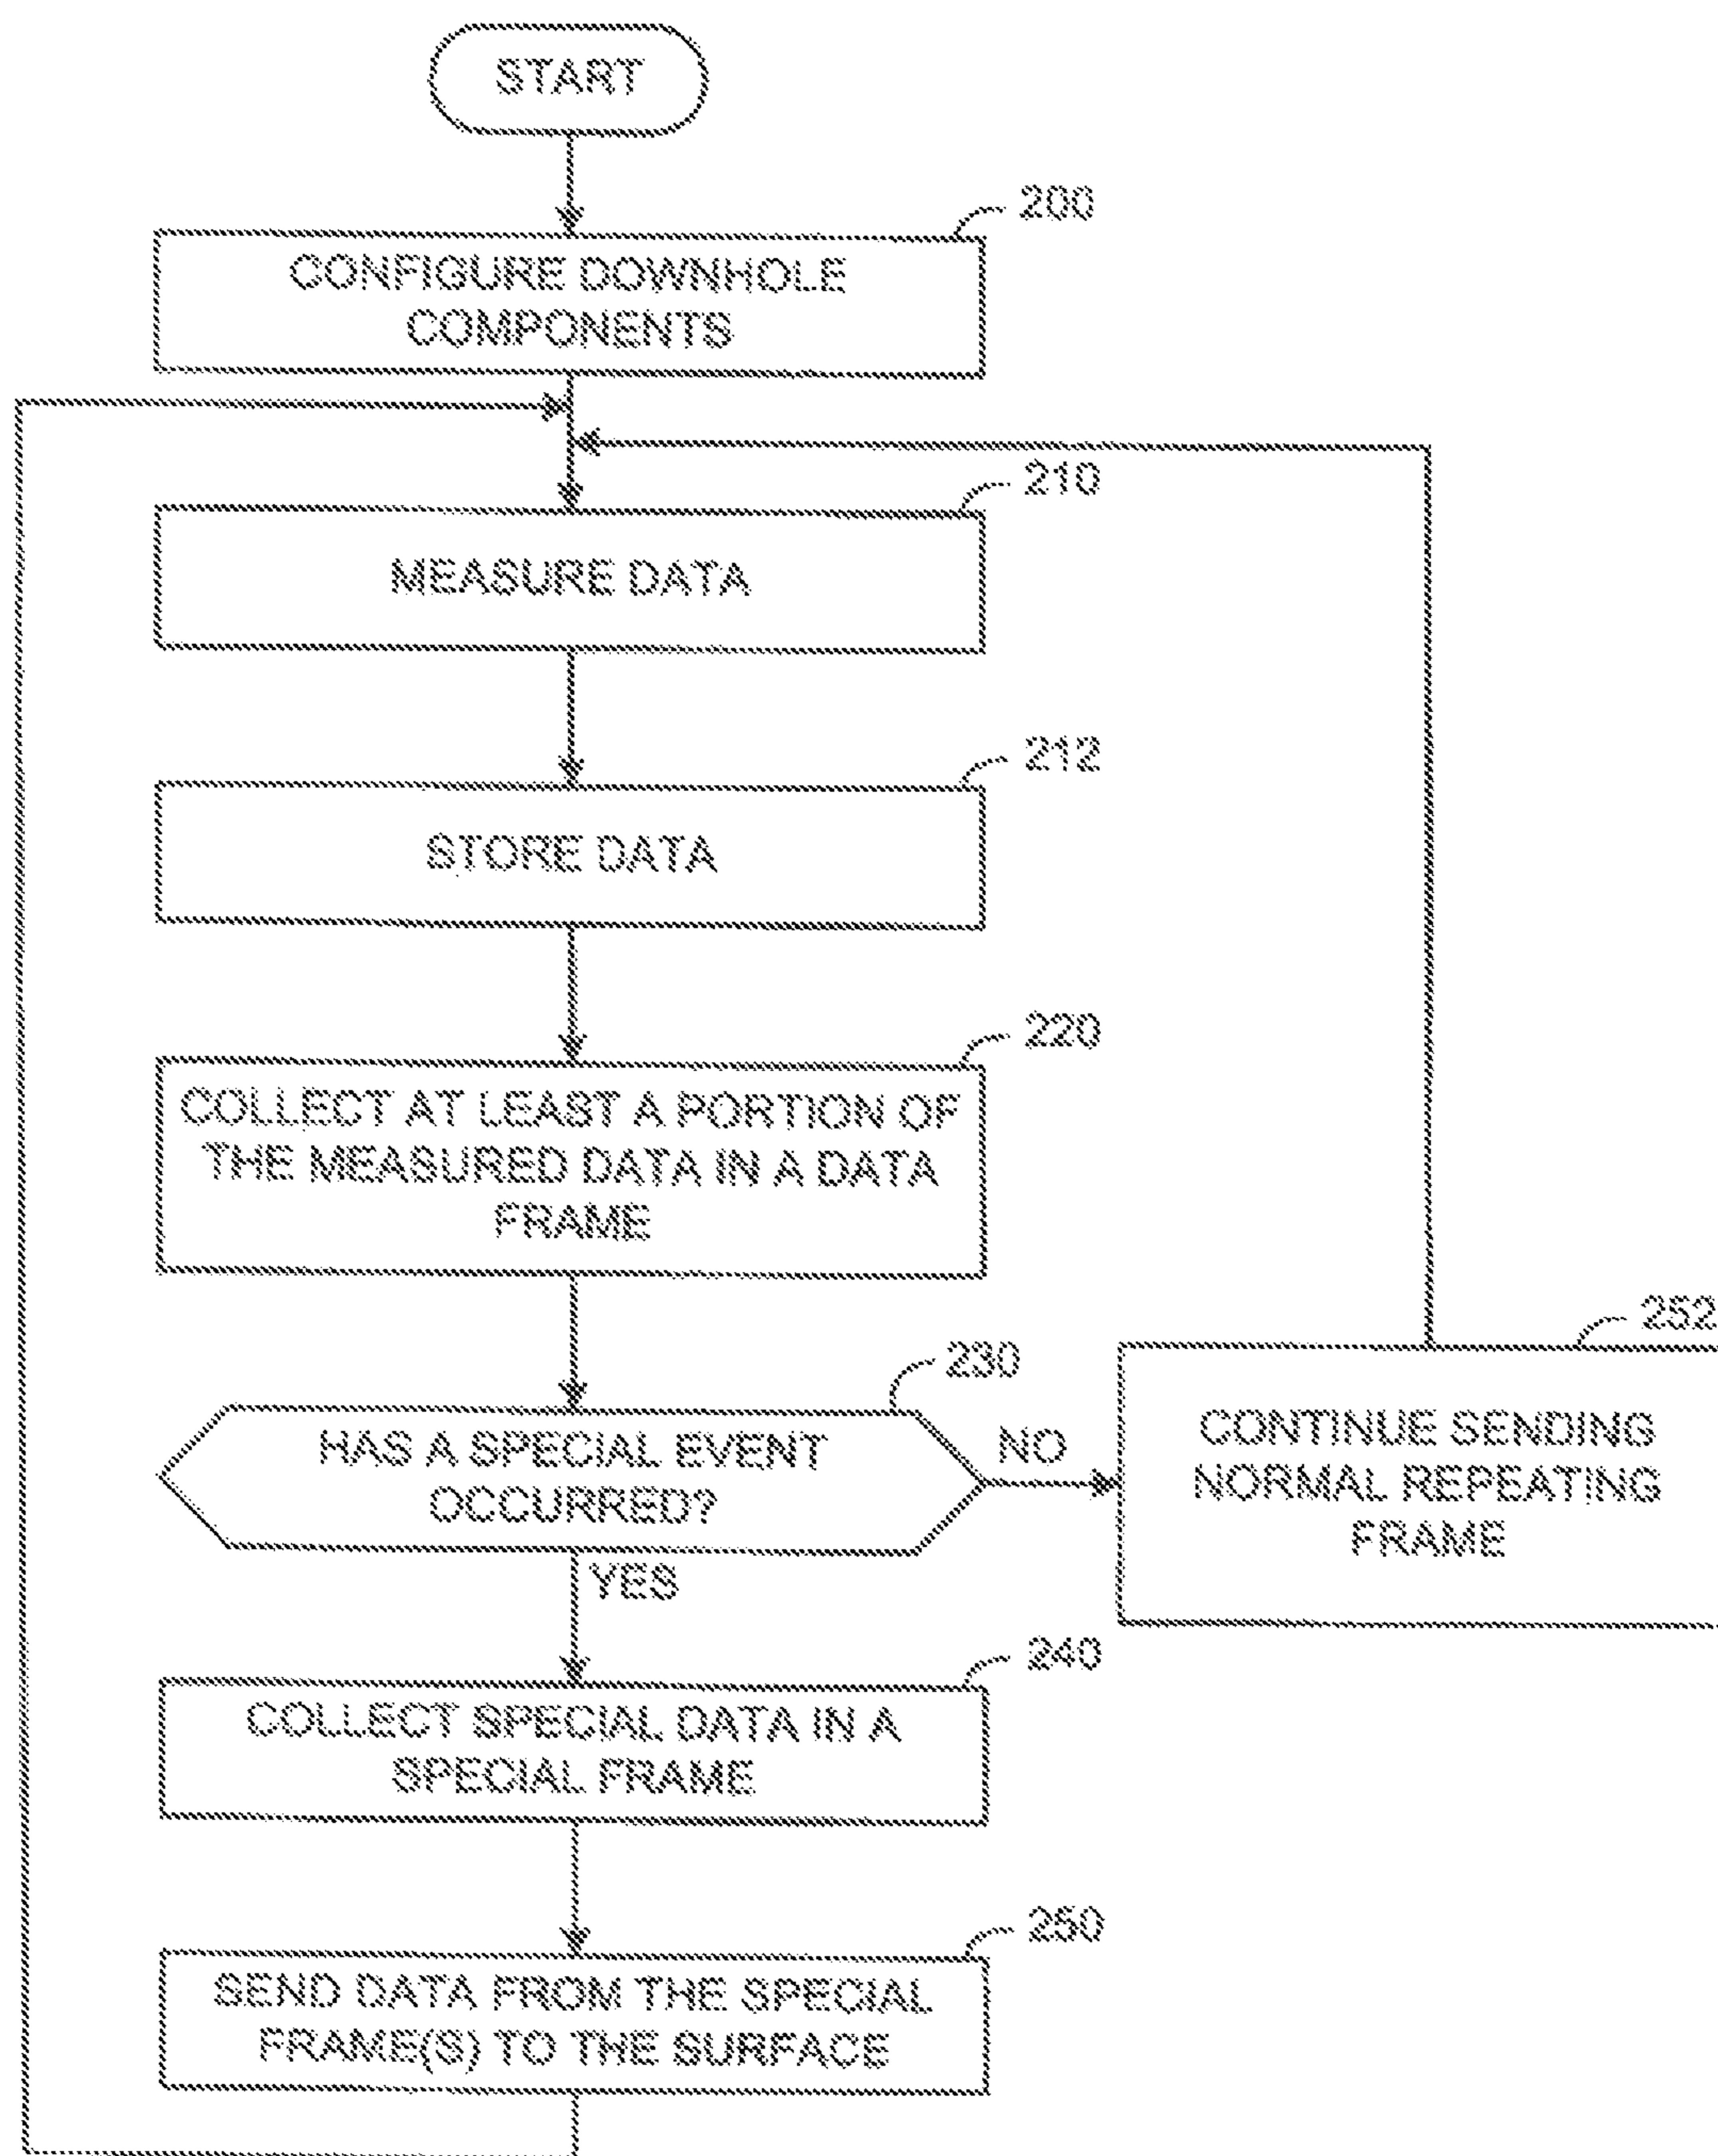 START
200
CONFIGURE DOWNHOLE
COMPONENTS
210
MEASURE DATA
212
STORE DATA
220
COLLECT AT LEAST A PORTION OF
THE MEASURED DATA IN A DATA
FRAME
230
HAS A SPECIAL EVENT
OCCURRED?
NO
252
CONTINUE SENDING
NORMAL REPEATING
FRAME
YES
240
COLLECT SPECIAL DATA IN A
SPECIAL FRAME
250
SEND DATA FROM THE SPECIAL
FRAME(S) TO THE SURFACE